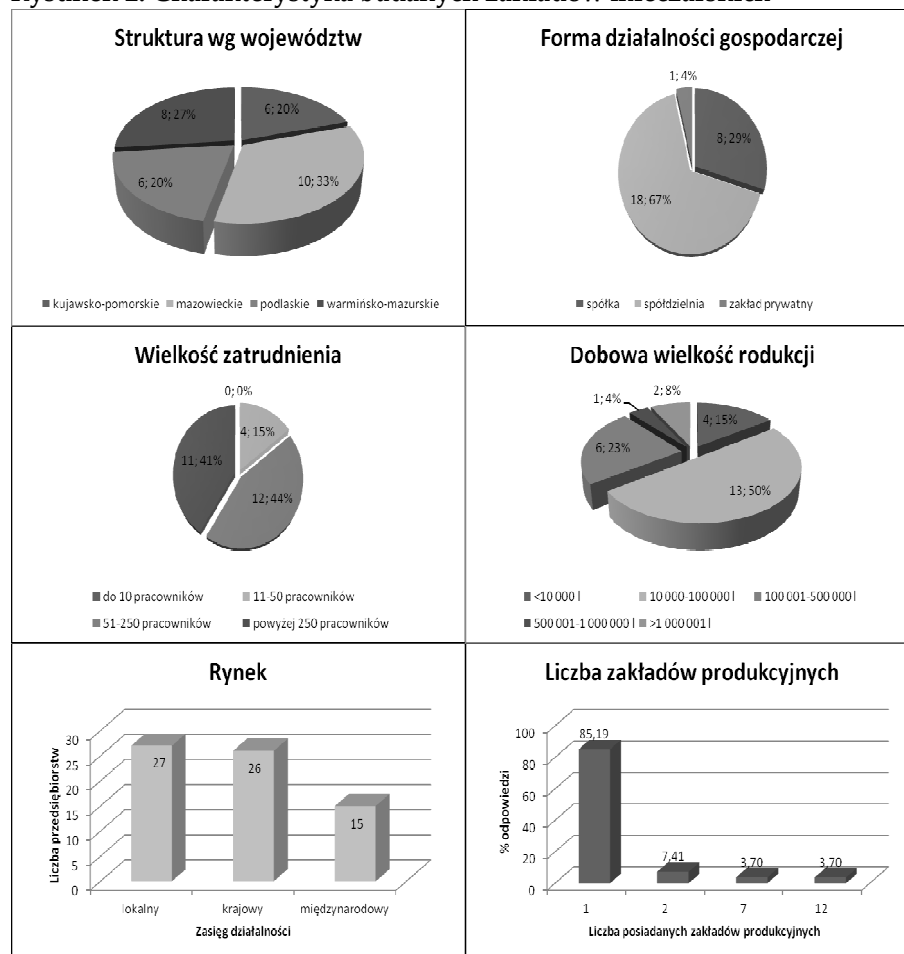 Struktura wg województw
8; 27%
6; 20%
6; 20%
10; 33%
kujawsko-pomorskie mazowieckie podlaskie warmińsko-mazurskie
Forma działalności gospodarczej
1; 4%
8; 29%
18; 67%
spółka spółdzielnia zakład prywatny
Wielkość zatrudnienia
0; 0%
4; 15%
11; 41%
12; 44%
do 10 pracowników 11-50 pracowników
51-250 pracowników powyżej 250 pracowników
Dobowa wielkość rodukcji
2; 8%
1; 4%
4; 15%
6; 23%
13; 50%
<10 000 l 10 000-100 000 l 100 001-500 000 l
500 001-1 000 000 l >1 000 001 l
Rynek
Liczba przedsiębiorstw
30
25
20
15
10
5
0
27
26
15
lokalny krajowy międzynarodowy
Zasięg działalności
Liczba zakładów produkcyjnych
% odpowiedzi
100
80
60
40
20
0
85,19
7,41
3,70
3,70
1 2 7 12
Liczba posiadanych zakładów produkcyjnych